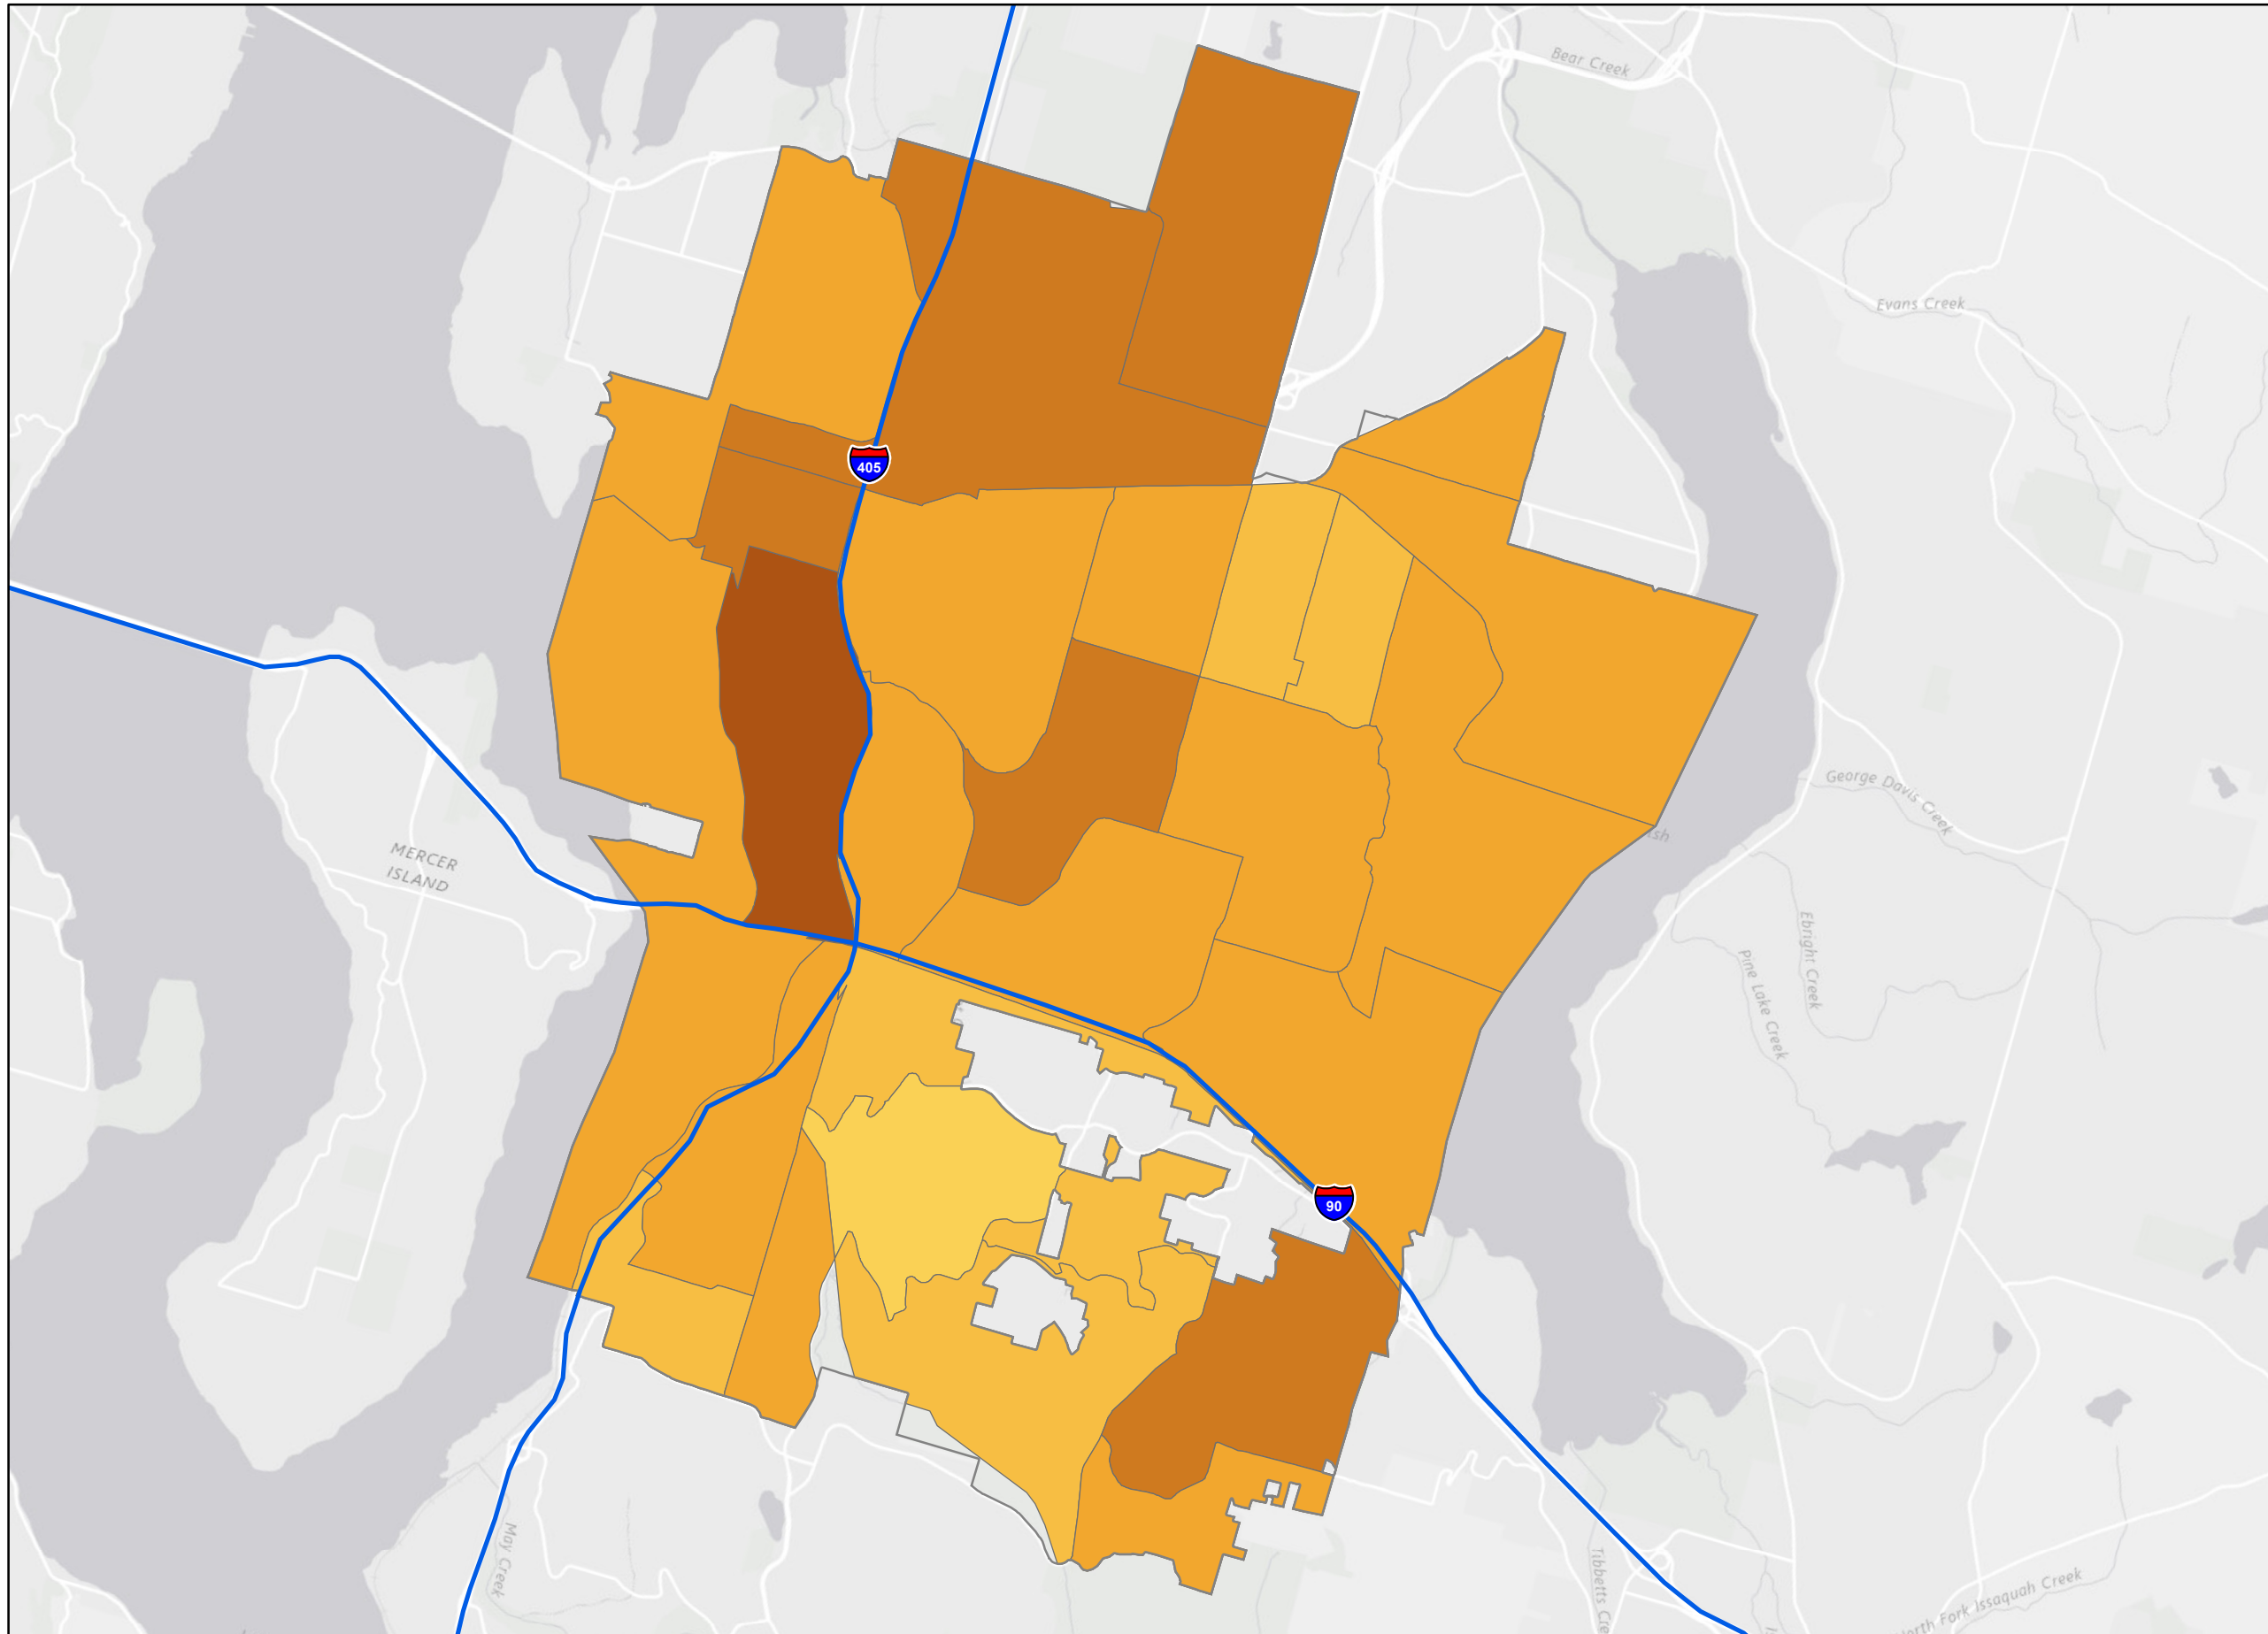 Bear Creek
Evans Creek
405
George Davis Creek
MERCER
ISLAND
Ebright Creek
Pine Lake Creek
90
May Creek
Tibbetts Cre
orth Fork Issaquah Creek